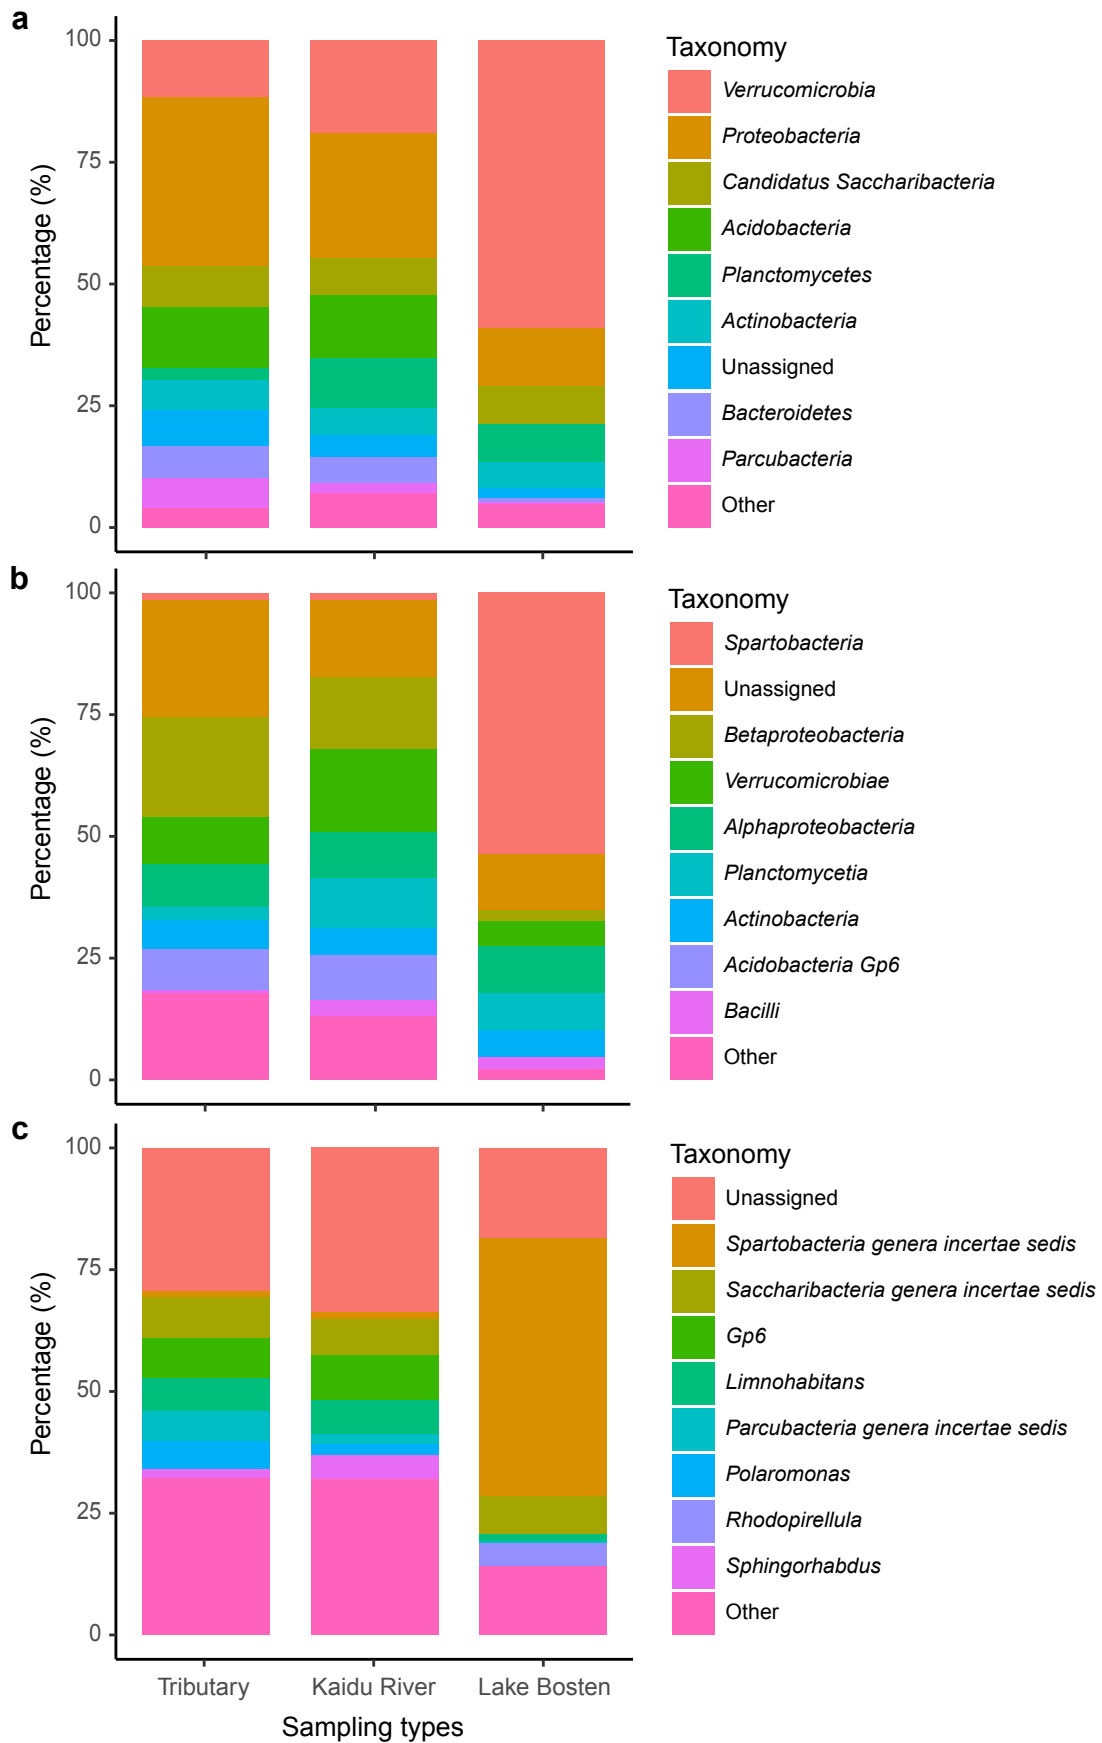 a
Percentage (%)
100
75
50
25
0
Taxonomy
Verrucomicrobia
Proteobacteria
Candidatus Saccharibacteria
Acidobacteria
Planctomycetes
Actinobacteria
Unassigned
Bacteroidetes
Parcubacteria
Other
b
Percentage (%)
100
75
50
25
0
Taxonomy
Spartobacteria
Unassigned
Betaproteobacteria
Verrucomicrobiae
Alphaproteobacteria
Planctomycetia
Actinobacteria
Acidobacteria Gp6
Bacilli
Other
c
Percentage (%)
100
75
50
25
0
Taxonomy
Unassigned
Spartobacteria genera incertae sedis
Saccharibacteria genera incertae sedis
Gp6
Limnohabitans
Parcubacteria genera incertae sedis
Polaromonas
Rhodopirellula
Sphingorhabdus
Other
Tributary Kaidu River Lake Bosten
Sampling types